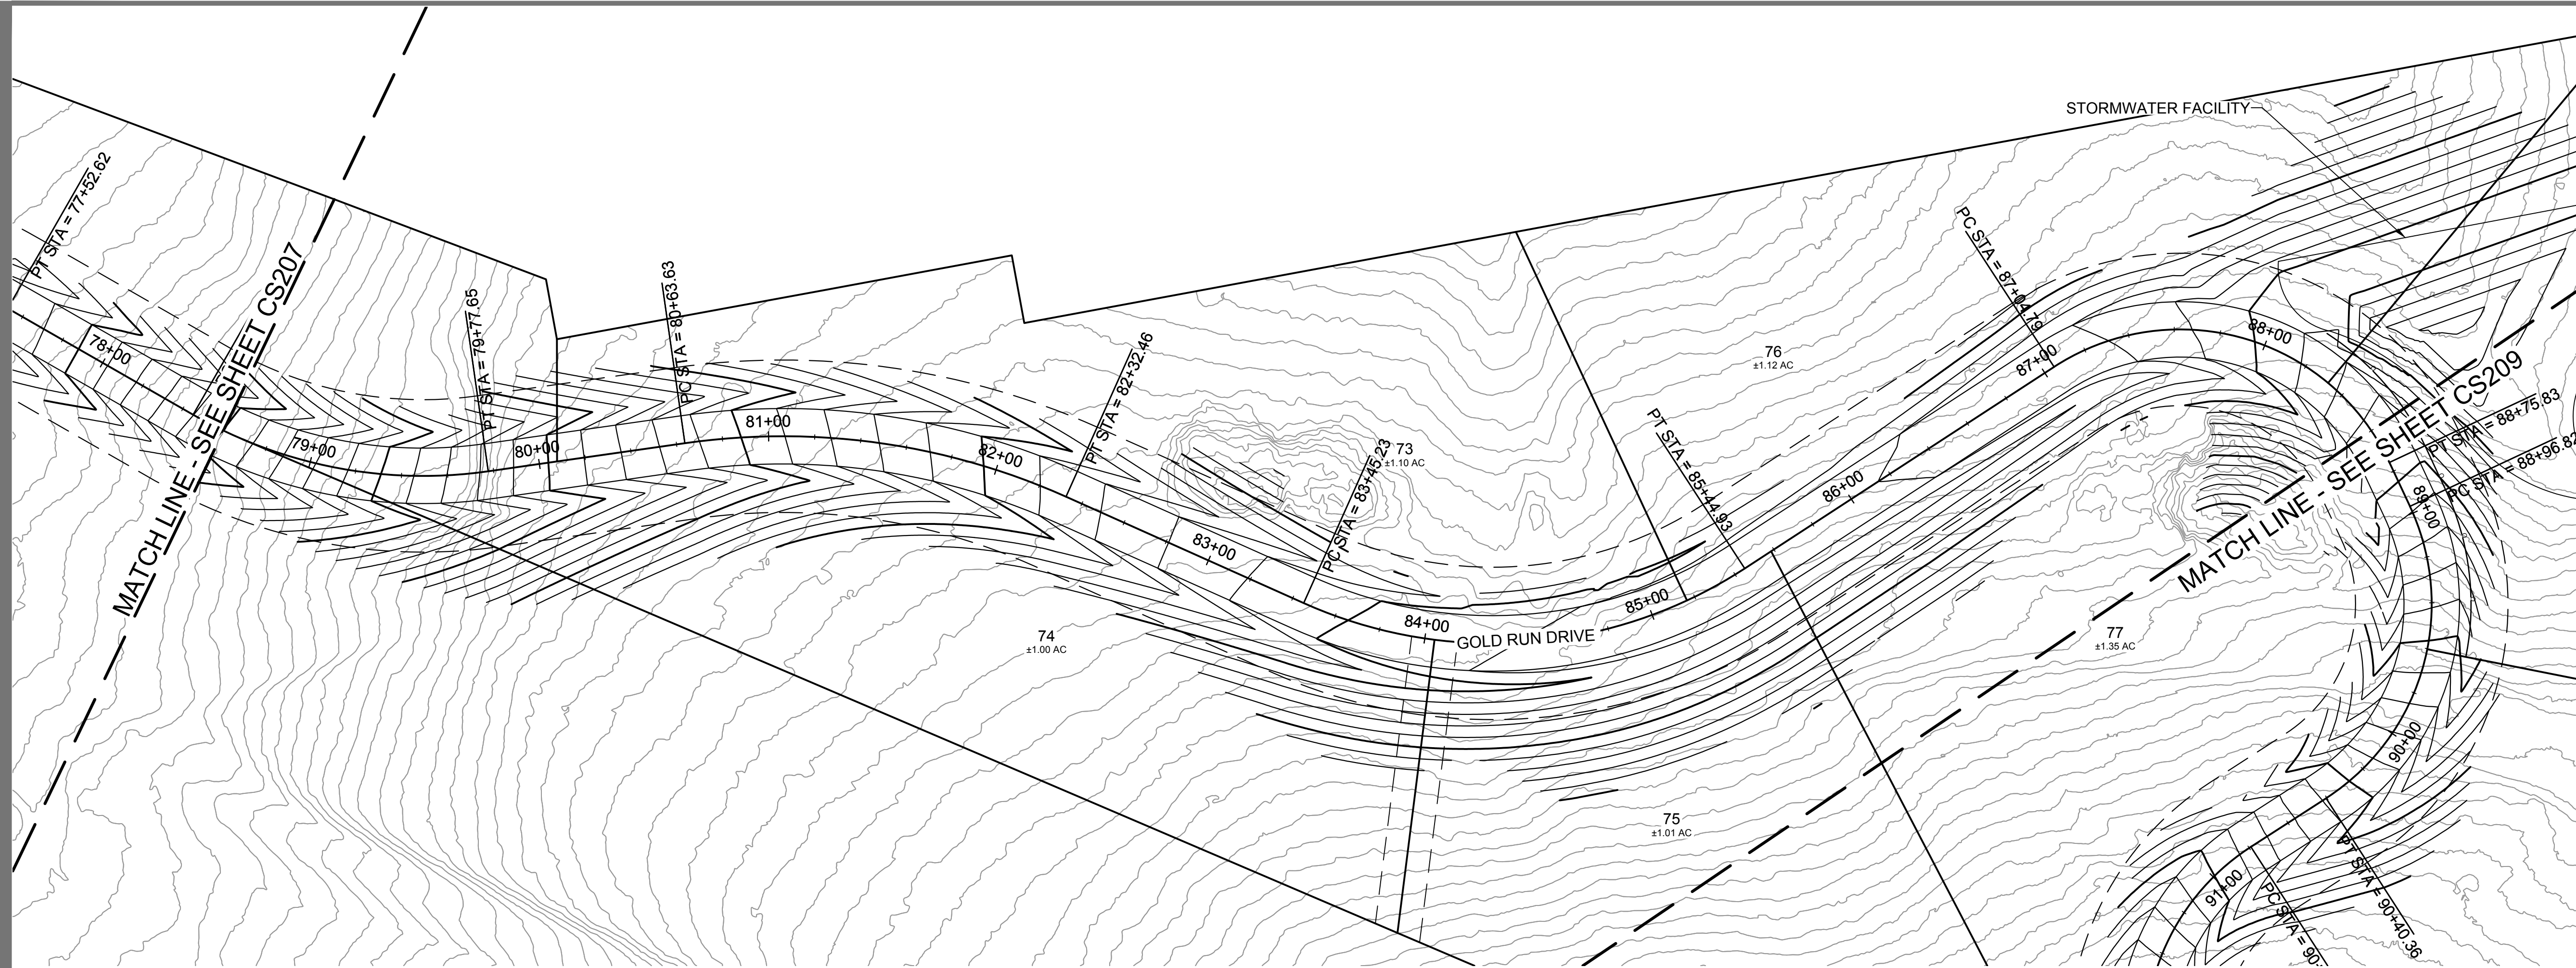 PT STA = 77+52.62
78+00
MATCH LINE - SEE SHEET CS207
79+00
PT STA = 79+77.65
80+00
PC STA = 80+63.63
81+00
82+00
PT STA = 82+32.46
83+00
PC STA = 83+45.23
73
±1.10 AC
84+00
GOLD RUN DRIVE
85+00
PT STA = 85+44.93
74
±1.00 AC
75
±1.01 AC
76
±1.12 AC
86+00
PC STA = 87+04.79
87+00
88+00
STORMWATER FACILITY
MATCH LINE - SEE SHEET CS209
PT STA = 88+75.83
PC STA = 88+96.82
89+00
77
±1.35 AC
90+00
PT STA = 90+40.36
PC STA = 90
91+00